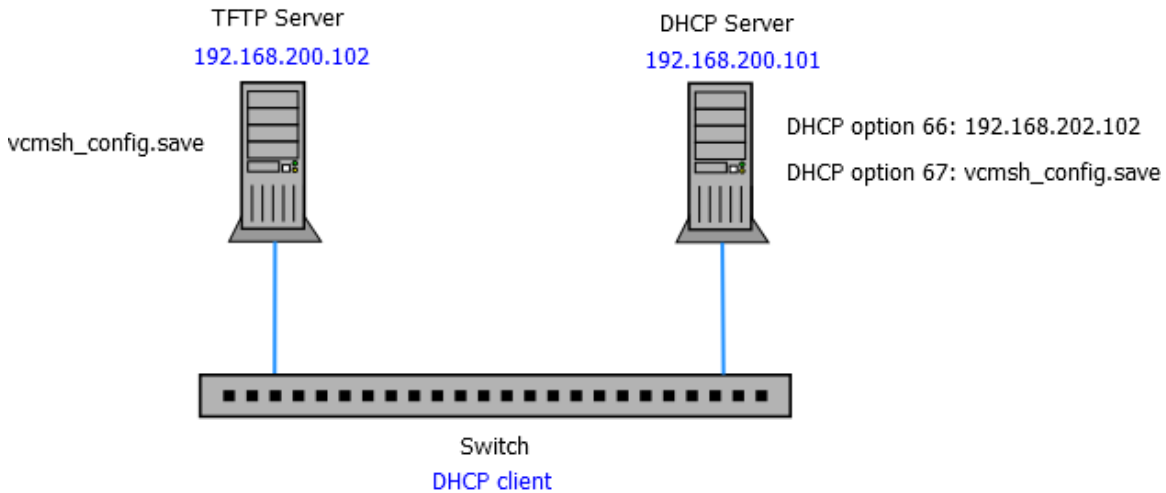 TFTP Server
192.168.200.102
vcmsh_config.save
DHCP Server
192.168.200.101
DHCP option 66: 192.168.202.102
DHCP option 67: vcmsh_config.save
Switch
DHCP client